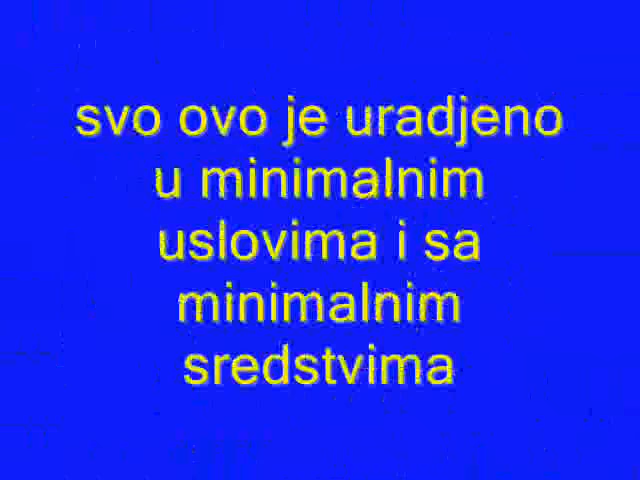 svo ovo je uradjeno
u minimalnim
uslovima i sa
minimalnim
sredstvima